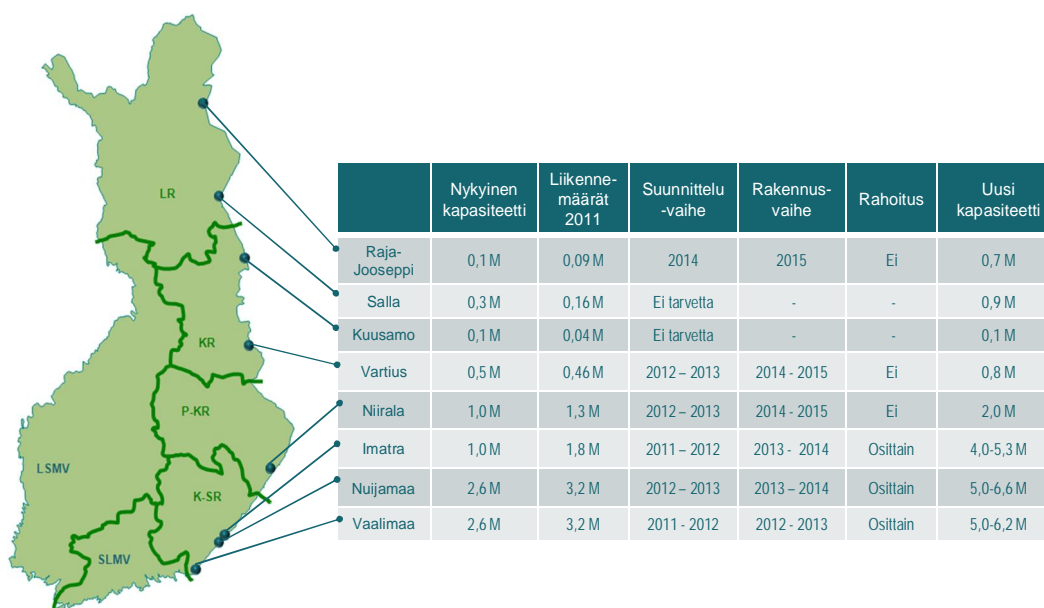 LR
KR
P-KR
LSMV
K-SR
SLMV
Nykyinen kapasiteetti Liikenne-määrät 2011 Suunnittelu-vaihe Rakennus-vaihe Rahoitus Uusi kapasiteetti
Raja-Jooseppi 0,1 M 0,09 M 2014 2015 Ei 0,7 M
Salla 0,3 M 0,16 M Ei tarvetta - - 0,9 M
Kuusamo 0,1 M 0,04 M Ei tarvetta - - 0,1 M
Vartius 0,5 M 0,46 M 2012 – 2013 2014 - 2015 Ei 0,8 M
Niirala 1,0 M 1,3 M 2012 – 2013 2014 - 2015 Ei 2,0 M
Imatra 1,0 M 1,8 M 2011 – 2012 2013 - 2014 Osittain 4,0-5,3 M
Nuijamaa 2,6 M 3,2 M 2012 – 2013 2013 – 2014 Osittain 5,0-6,6 M
Vaalimaa 2,6 M 3,2 M 2011 - 2012 2012 - 2013 Osittain 5,0-6,2 M